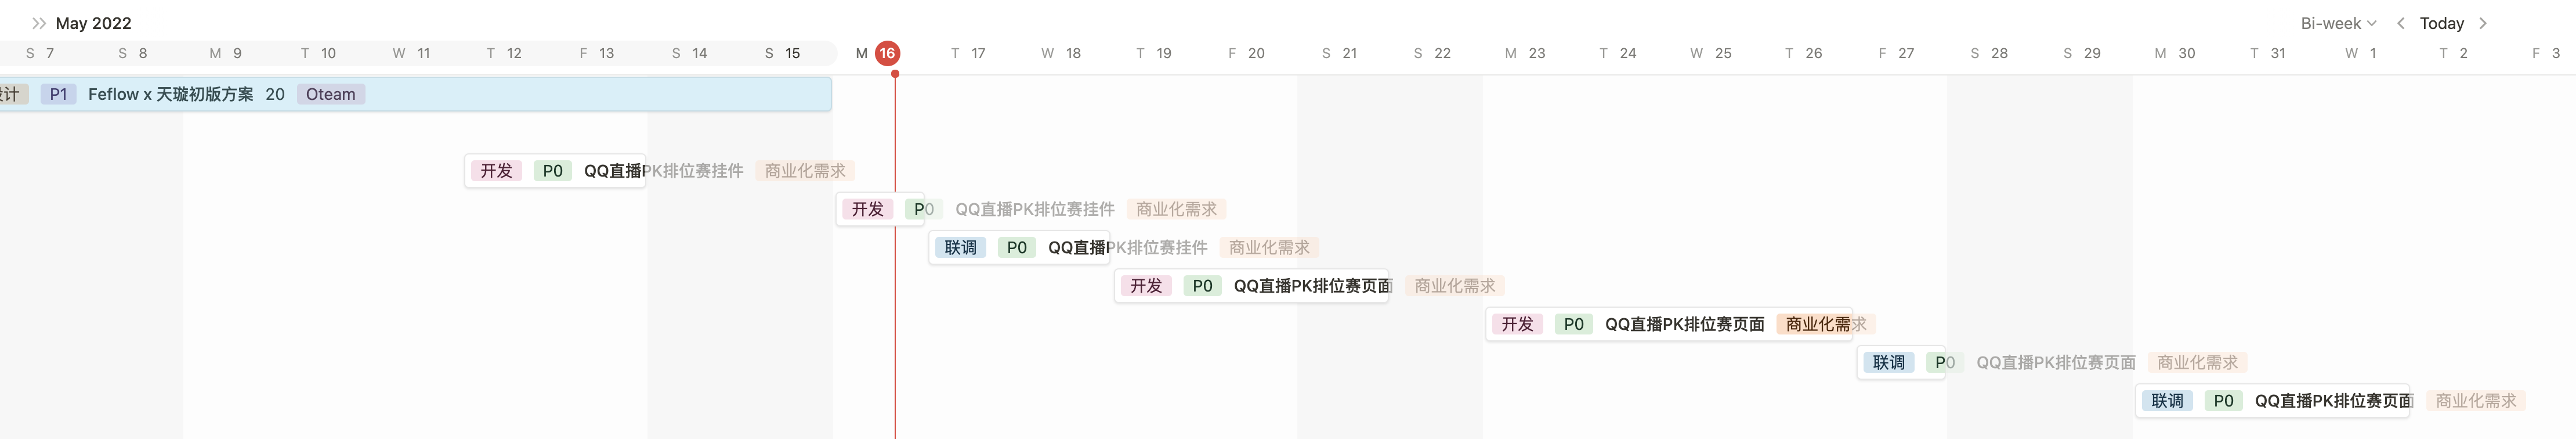 May 2022 Bi-week Today
S 7 S 8 M 9 T 10 W 11 T 12 F 13 S 14 S 15 M 16 T 17 W 18 T 19 F 20 S 21 S 22 M 23 T 24 W 25 T 26 F 27 S 28 S 29 M 30 T 31 W 1 T 2 F 3
计 P1 Feflow x 天璇初版方案 20 Oteam
开发 P0 QQ直播PK排位赛挂件 商业化需求
开发 P0 QQ直播PK排位赛挂件 商业化需求
联调 P0 QQ直播PK排位赛挂件 商业化需求
开发 P0 QQ直播PK排位赛页面 商业化需求
开发 P0 QQ直播PK排位赛页面 商业化需求
联调 P0 QQ直播PK排位赛页面 商业化需求
联调 P0 QQ直播PK排位赛页面 商业化需求